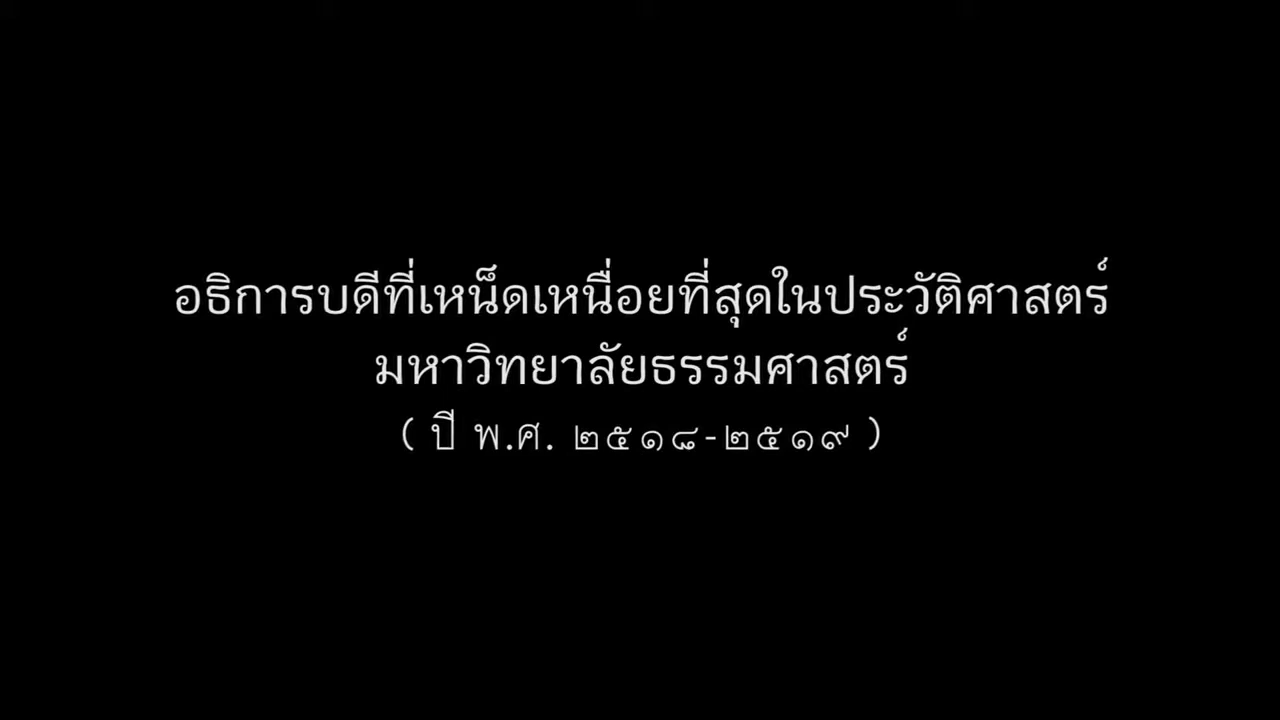 อธิการบดีที่เหน็ดเหนื่อยที่สุดในประวัติศาสตร์
มหาวิทยาลัยธรรมศาสตร์
( ปี พ.ศ. ๒๕๑๘-๒๕๑๙ )